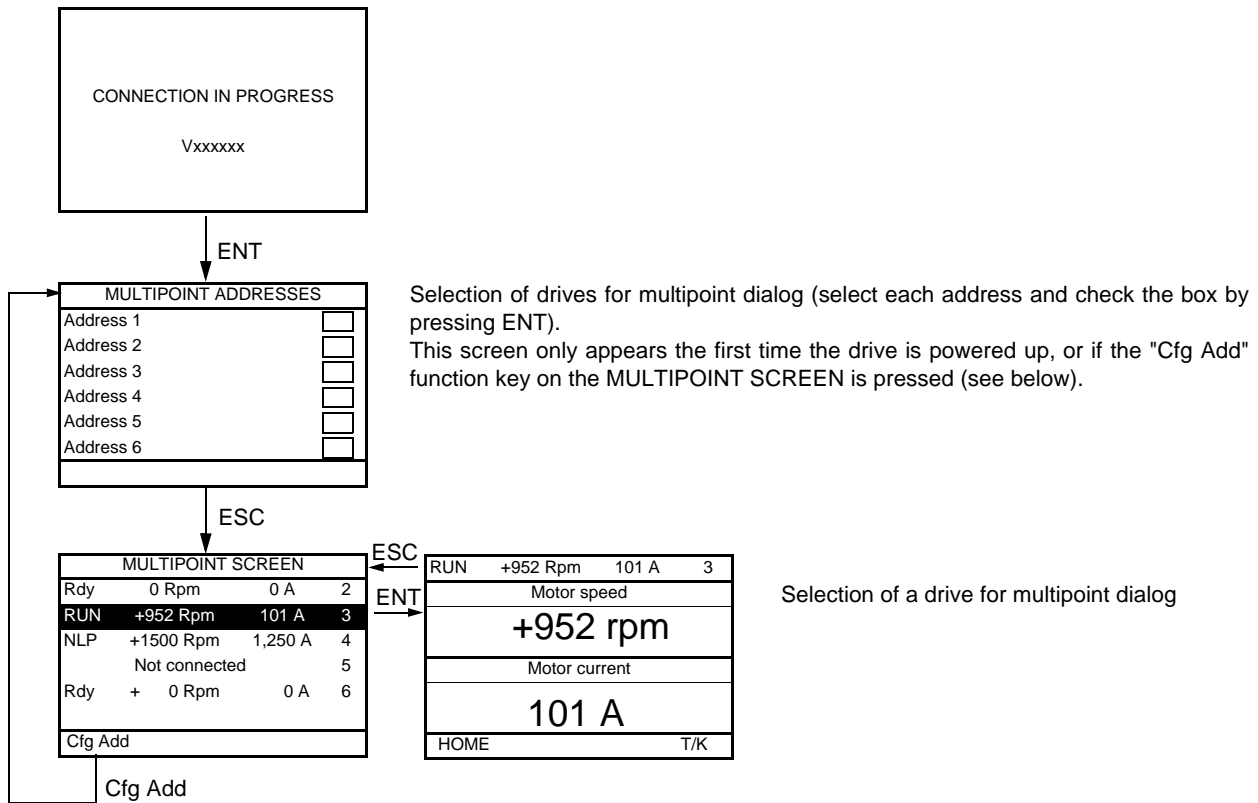 CONNECTION IN PROGRESS
Vxxxxxx
ENT
MULTIPOINT ADDRESSES
Address 1
Address 2
Address 3
Address 4
Address 5
Address 6
Selection of drives for multipoint dialog (select each address and check the box by
pressing ENT).
This screen only appears the first time the drive is powered up, or if the "Cfg Add"
function key on the MULTIPOINT SCREEN is pressed (see below).
ESC
MULTIPOINT SCREEN
Rdy 0 Rpm 0 A 2
RUN +952 Rpm 101 A 3
NLP +1500 Rpm 1,250 A 4
Not connected 5
Rdy + 0 Rpm 0 A 6
Cfg Add
ESC
ENT
RUN +952 Rpm 101 A 3
Motor speed
+952 rpm
Motor current
101 A
HOME T/K
Selection of a drive for multipoint dialog
Cfg Add